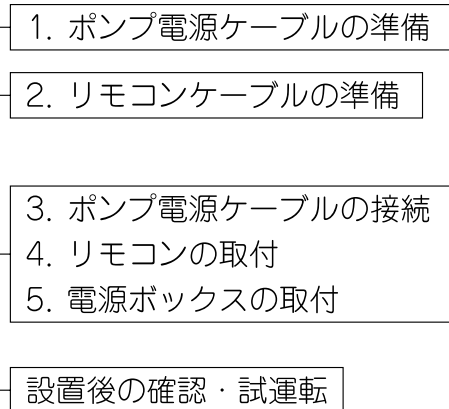 1. ポンプ電源ケーブルの準備
2. リモコンケーブルの準備
3. ポンプ電源ケーブルの接続
4. リモコンの取付
5. 電源ボックスの取付
設置後の確認・試運転